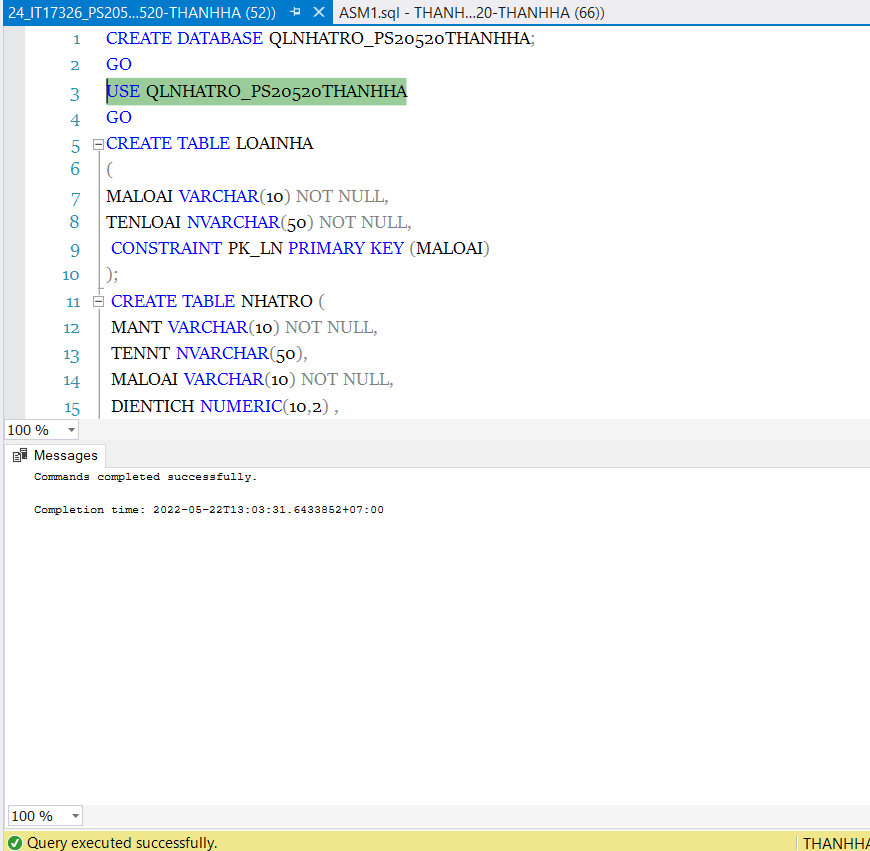 24_IT17326_PS205...520-THANHHA (52))
ASM1.sql - THANH...20-THANHHA (66))
1 CREATE DATABASE QLNHATRO_PS20520THANHHA;
2 GO
3 USE QLNHATRO_PS20520THANHHA
4 GO
5 CREATE TABLE LOAINHA
6 (
7 MALOAI VARCHAR(10) NOT NULL,
8 TENLOAI NVARCHAR(50) NOT NULL,
9 CONSTRAINT PK_LN PRIMARY KEY (MALOAI)
10 );
11 CREATE TABLE NHATRO (
12 MANT VARCHAR(10) NOT NULL,
13 TENNT NVARCHAR(50),
14 MALOAI VARCHAR(10) NOT NULL,
15 DIENTICH NUMERIC(10,2) ,
100 %
Messages
Commands completed successfully.
Completion time: 2022-05-22T13:03:31.6433852+07:00
100 %
Query executed successfully.
THANHHA